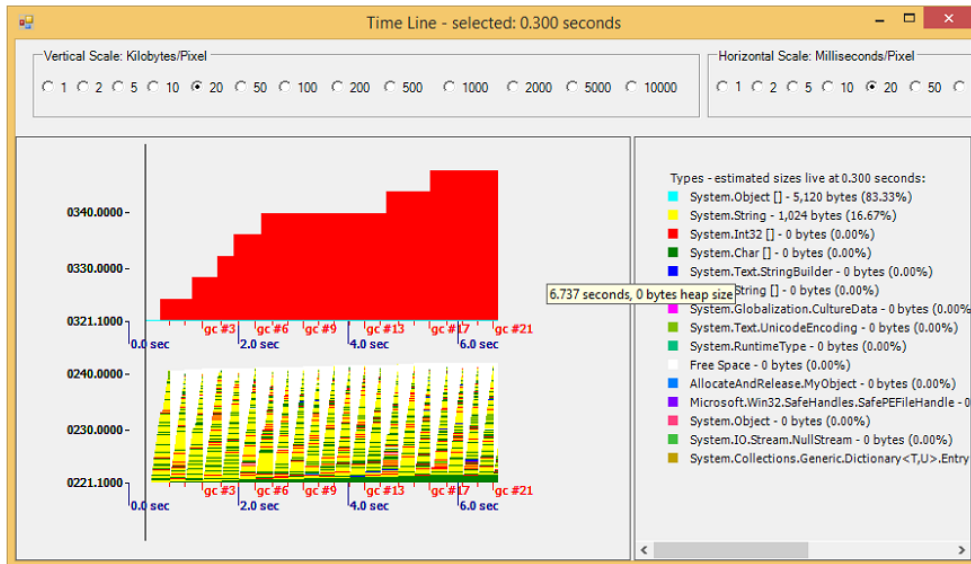 Time Line - selected: 0.300 seconds
Vertical Scale: Kilobytes/Pixel
1 2 5 10 20 50 100 200 500 1000 2000 5000 10000
Horizontal Scale: Milliseconds/Pixel
1 2 5 10 20 50
0340.0000
0330.0000
0321.1000
gc #3 gc #6 gc #9 gc #13 gc #17 gc #21
0.0 sec 2.0 sec 4.0 sec 6.0 sec
0240.0000
0230.0000
0221.1000
gc #3 gc #6 gc #9 gc #13 gc #17 gc #21
0.0 sec 2.0 sec 4.0 sec 6.0 sec
6.737 seconds, 0 bytes heap size
Types - estimated sizes live at 0.300 seconds:
System.Object [] - 5,120 bytes (83.33%)
System.String - 1,024 bytes (16.67%)
System.Int32 [] - 0 bytes (0.00%)
System.Char [] - 0 bytes (0.00%)
System.Text.StringBuilder - 0 bytes (0.00%)
String [] - 0 bytes (0.00%)
System.Globalization.CultureData - 0 bytes (0.00%
System.Text.UnicodeEncoding - 0 bytes (0.00%)
System.RuntimeType - 0 bytes (0.00%)
Free Space - 0 bytes (0.00%)
AllocateAndRelease.MyObject - 0 bytes (0.00%)
Microsoft.Win32.SafeHandles.SafePEFileHandle - 0
System.Object - 0 bytes (0.00%)
System.IO.Stream.NullStream - 0 bytes (0.00%)
System.Collections.Generic.Dictionary<T,U>.Entry